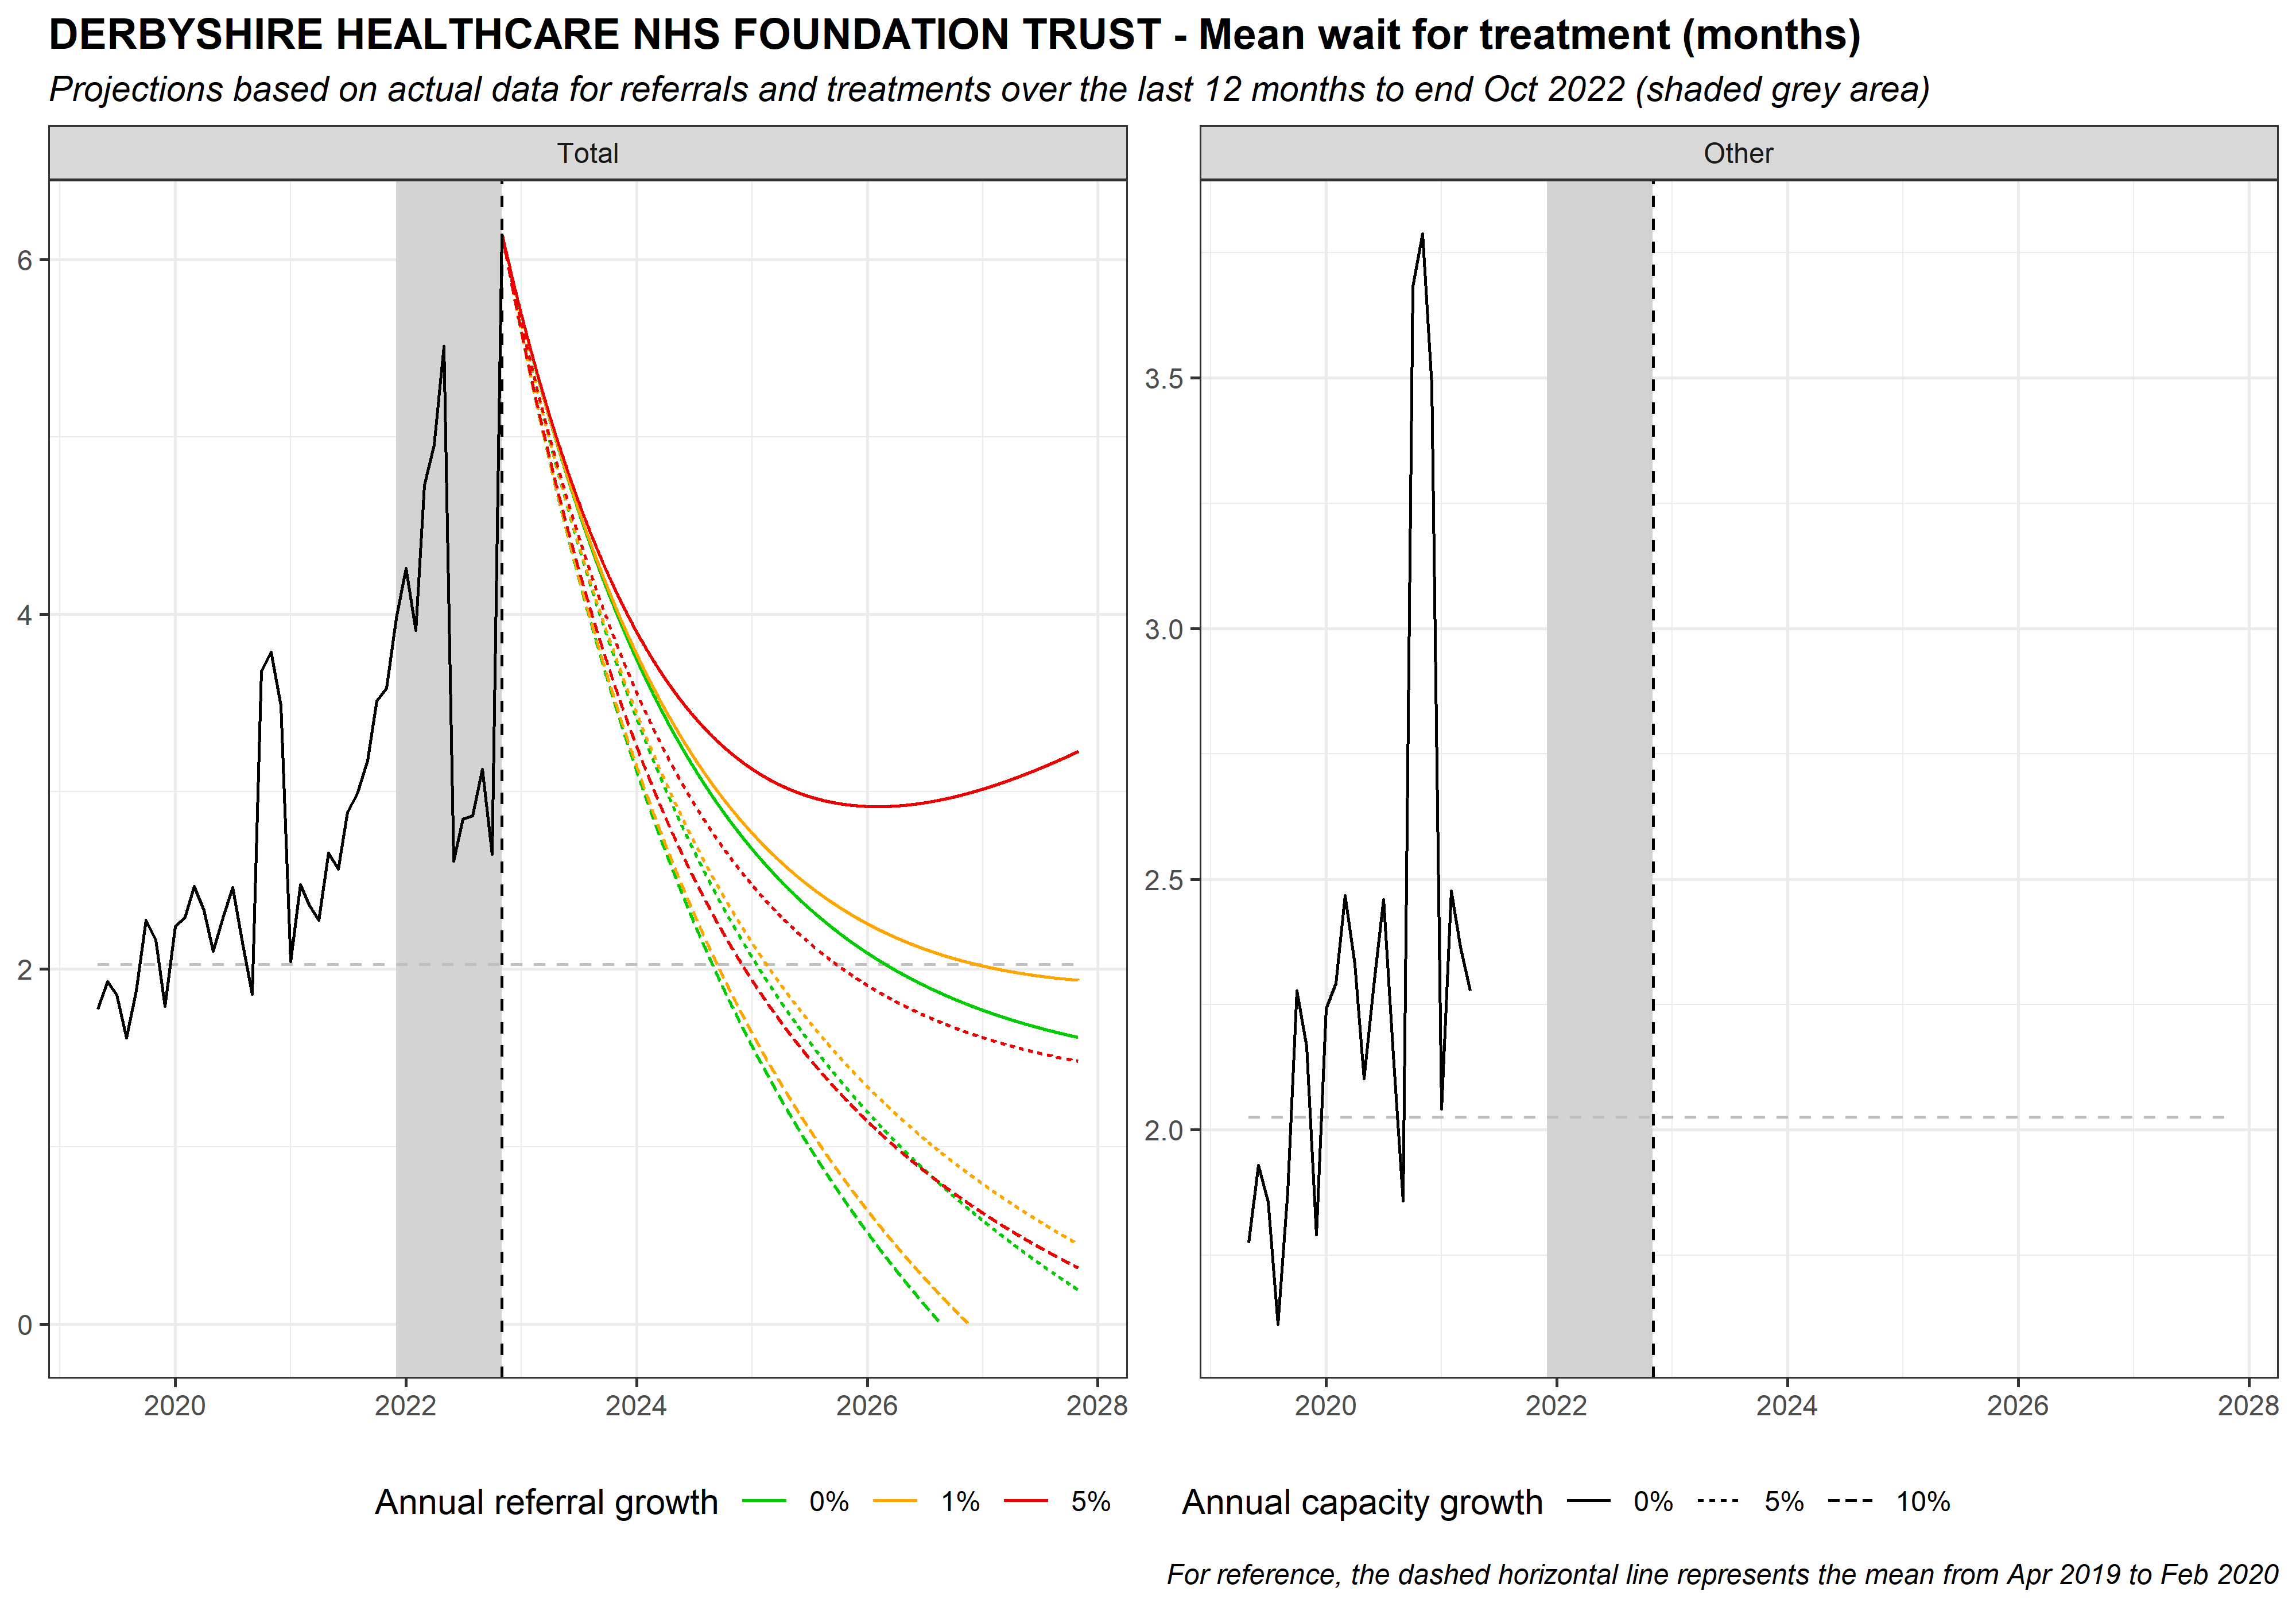 DERBYSHIRE HEALTHCARE NHS FOUNDATION TRUST - Mean wait for treatment (months)
Projections based on actual data for referrals and treatments over the last 12 months to end Oct 2022 (shaded grey area)
Total
6
4
2
0
2020 2022 2024 2026 2028
Other
3.5
3.0
2.5
2.0
2020 2022 2024 2026 2028
Annual referral growth 0% 1% 5%
Annual capacity growth 0% 5% 10%
For reference, the dashed horizontal line represents the mean from Apr 2019 to Feb 2020